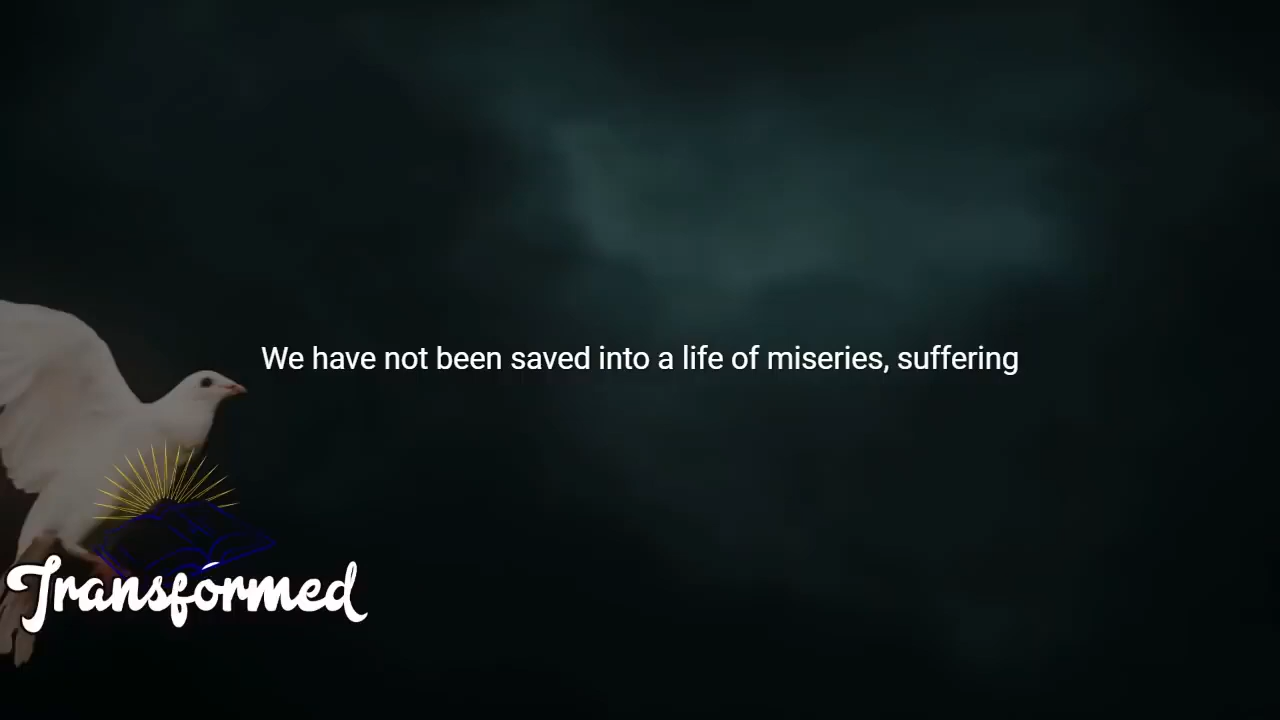 We have not been saved into a life of miseries, suffering
Transformed